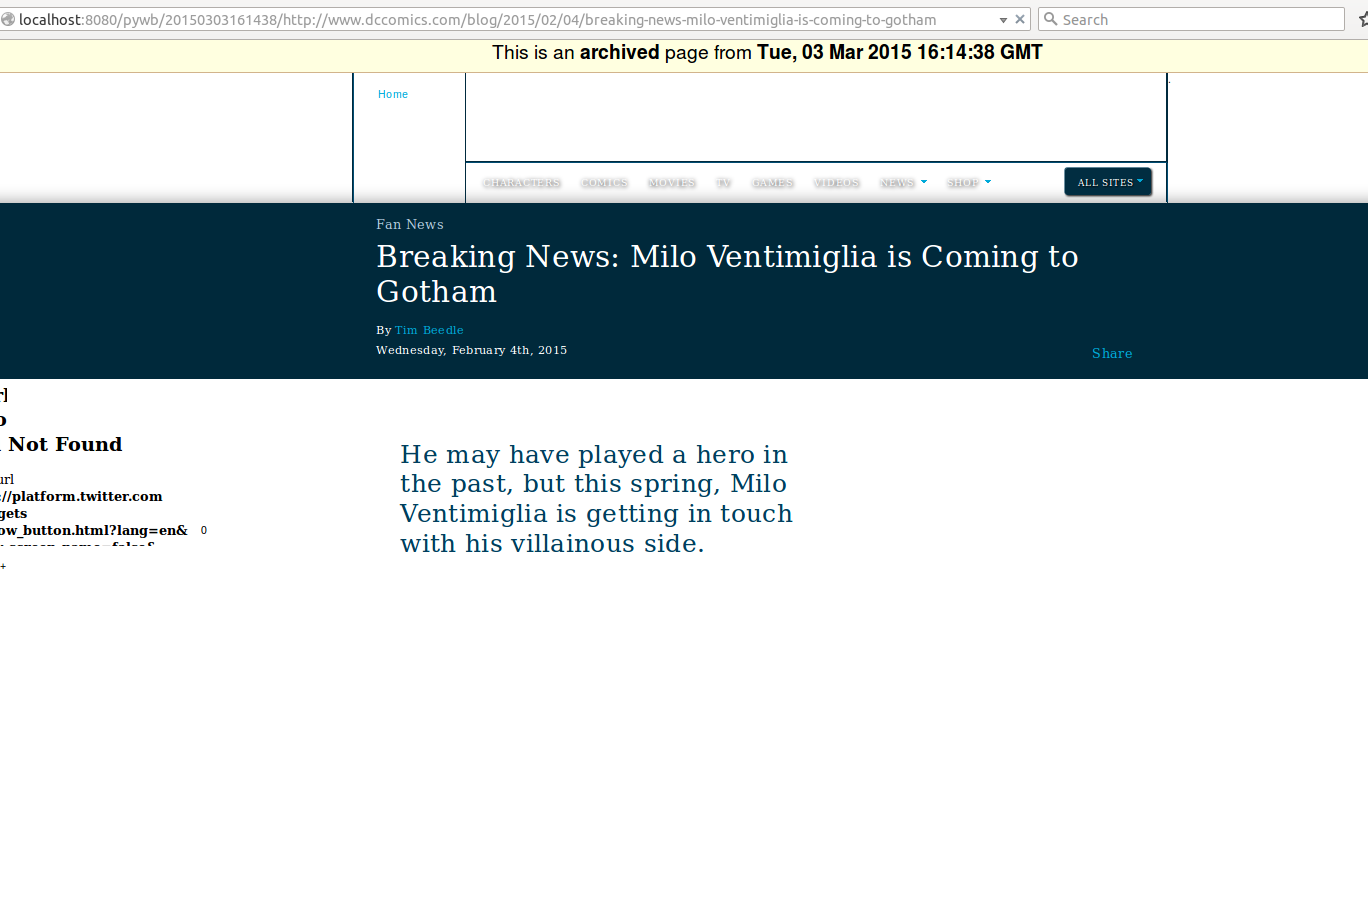 localhost:8080/pywb/20150303161438/http://www.dccomics.com/blog/2015/02/04/breaking-news-milo-ventimiglia-is-coming-to-gotham
Search
This is an archived page from Tue, 03 Mar 2015 16:14:38 GMT
Home
CHARACTERS COMICS MOVIES TV GAMES VIDEOS NEWS SHOP ALL SITES
Fan News
Breaking News: Milo Ventimiglia is Coming to
Gotham
By Tim Beedle
Wednesday, February 4th, 2015
Share
Not Found
url
://platform.twitter.com
gets
ow_button.html?lang=en&
0
+
He may have played a hero in
the past, but this spring, Milo
Ventimiglia is getting in touch
with his villainous side.